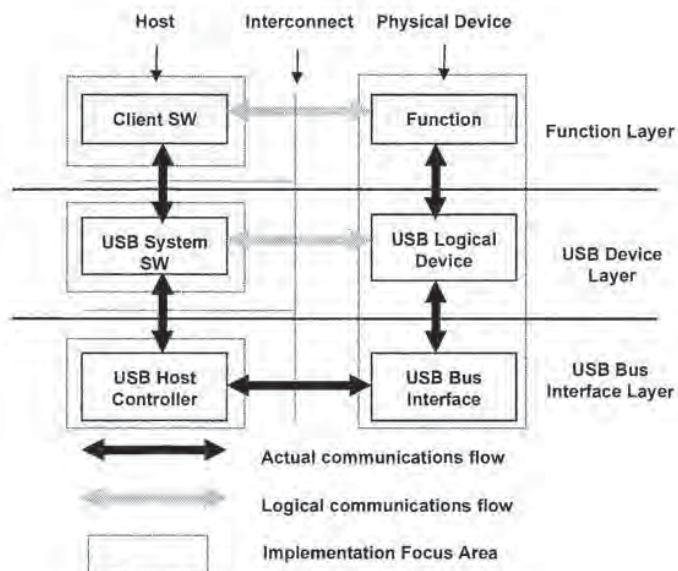 Host
Interconnect
Physical Device
Client SW
Function
Function Layer
USB System
SW
USB Logical
Device
USB Device
Layer
USB Host
Controller
USB Bus
Interface
USB Bus
Interface Layer
Actual communications flow
Logical communications flow
Implementation Focus Area